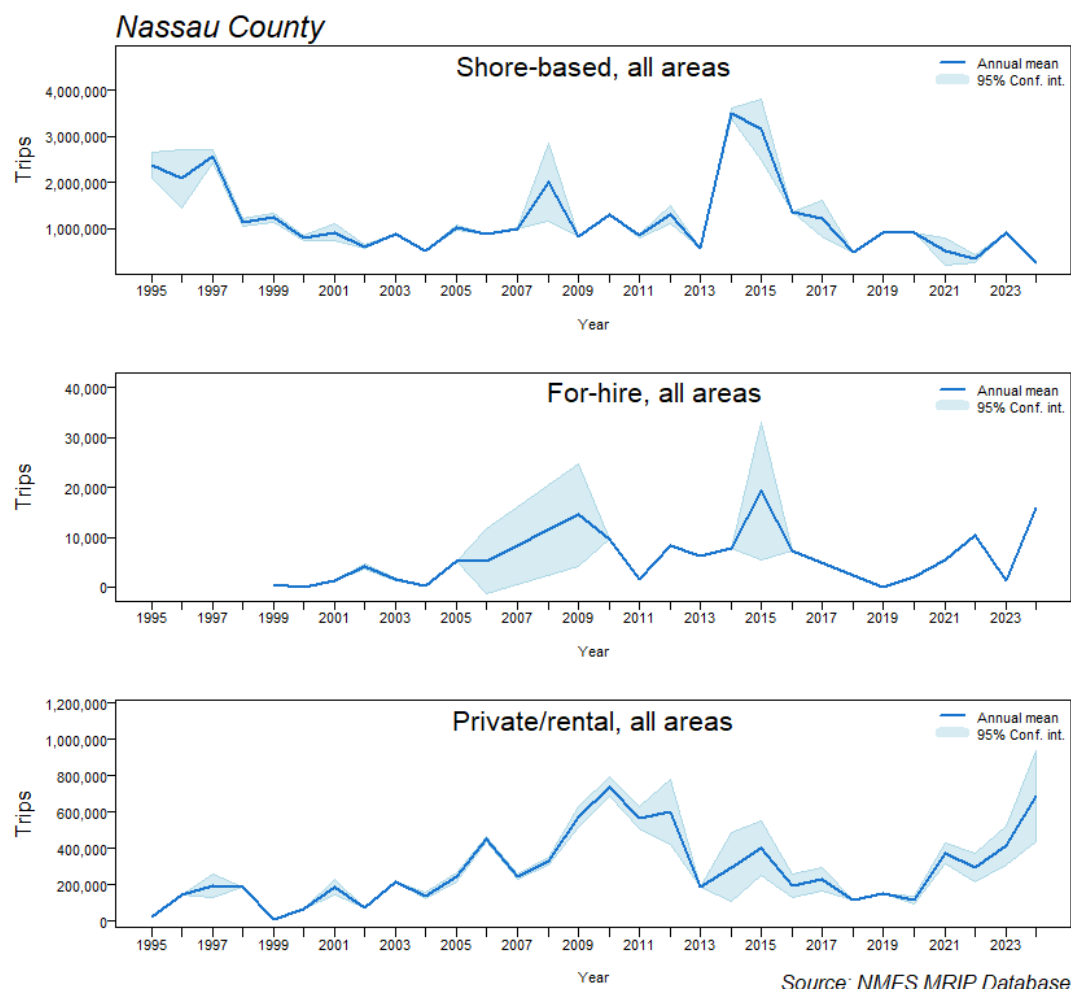 Nassau County
Shore-based, all areas
Annual mean
95% Conf. int.
Trips
4,000,000
3,000,000
2,000,000
1,000,000
1995 1997 1999 2001 2003 2005 2007 2009 2011 2013 2015 2017 2019 2021 2023
Year
For-hire, all areas
Annual mean
95% Conf. int.
Trips
40,000
30,000
20,000
10,000
0
1995 1997 1999 2001 2003 2005 2007 2009 2011 2013 2015 2017 2019 2021 2023
Year
Private/rental, all areas
Annual mean
95% Conf. int.
Trips
1,200,000
1,000,000
800,000
600,000
400,000
200,000
0
1995 1997 1999 2001 2003 2005 2007 2009 2011 2013 2015 2017 2019 2021 2023
Year
Source: NMFS MRIP Database